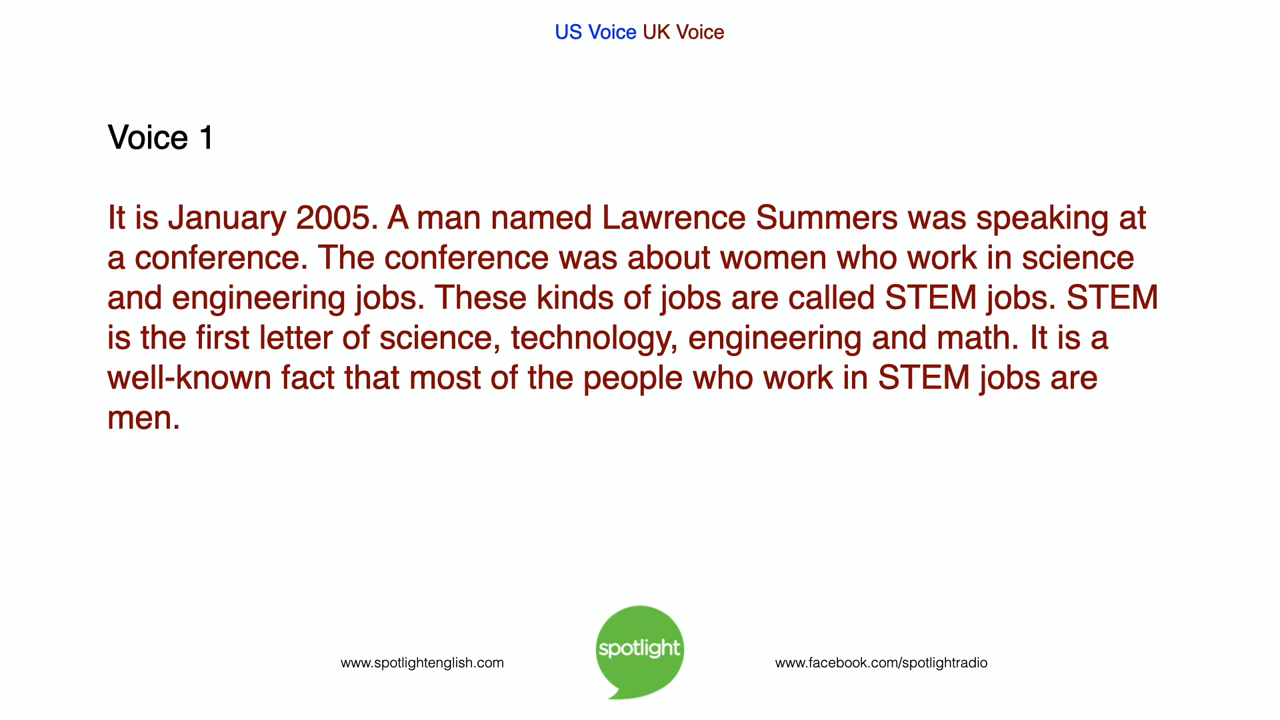 US Voice UK Voice
Voice 1
It is January 2005. A man named Lawrence Summers was speaking at
a conference. The conference was about women who work in science
and engineering jobs. These kinds of jobs are called STEM jobs. STEM
is the first letter of science, technology, engineering and math. It is a
well-known fact that most of the people who work in STEM jobs are
men.
www.spotlightenglish.com
spotlight
www.facebook.com/spotlightradio